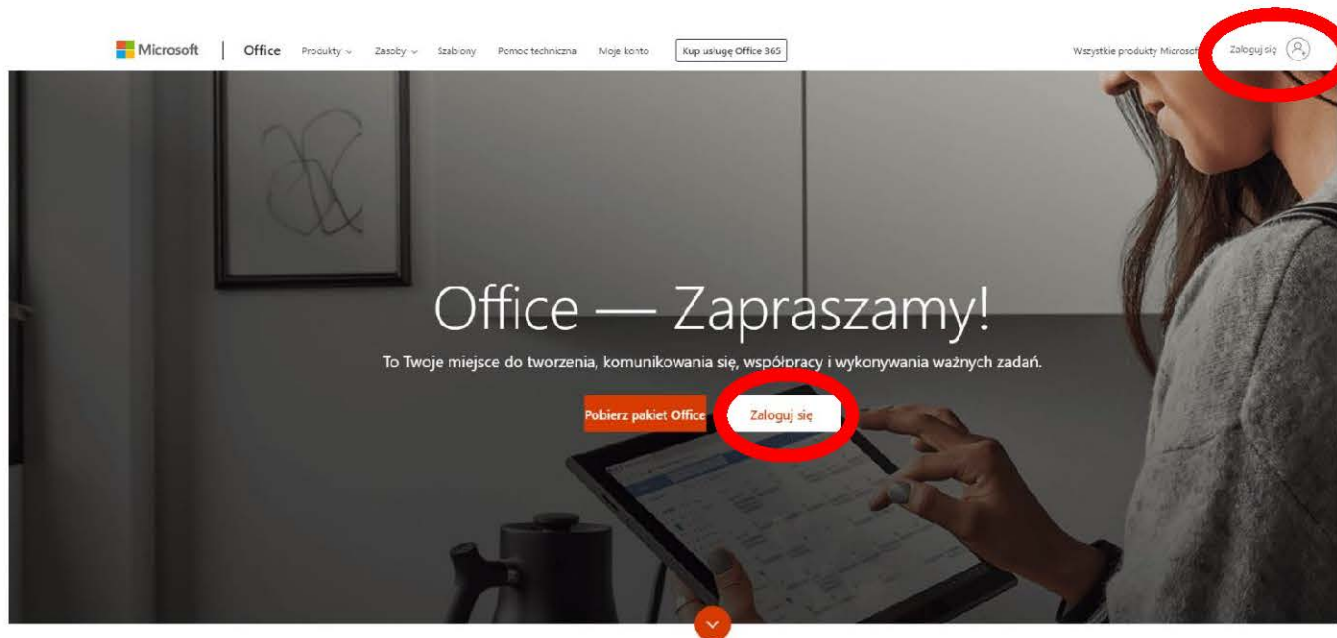 Microsoft Office Produkty Zasoby Szablony Pomoc techniczna Moje konto Kup usługę Office 365 Wszystkie produkty Microsoft Zaloguj się
Office — Zapraszamy!
To Twoje miejsce do tworzenia, komunikowania się, współpracy i wykonywania ważnych zadań.
Pobierz pakiet Office Zaloguj się